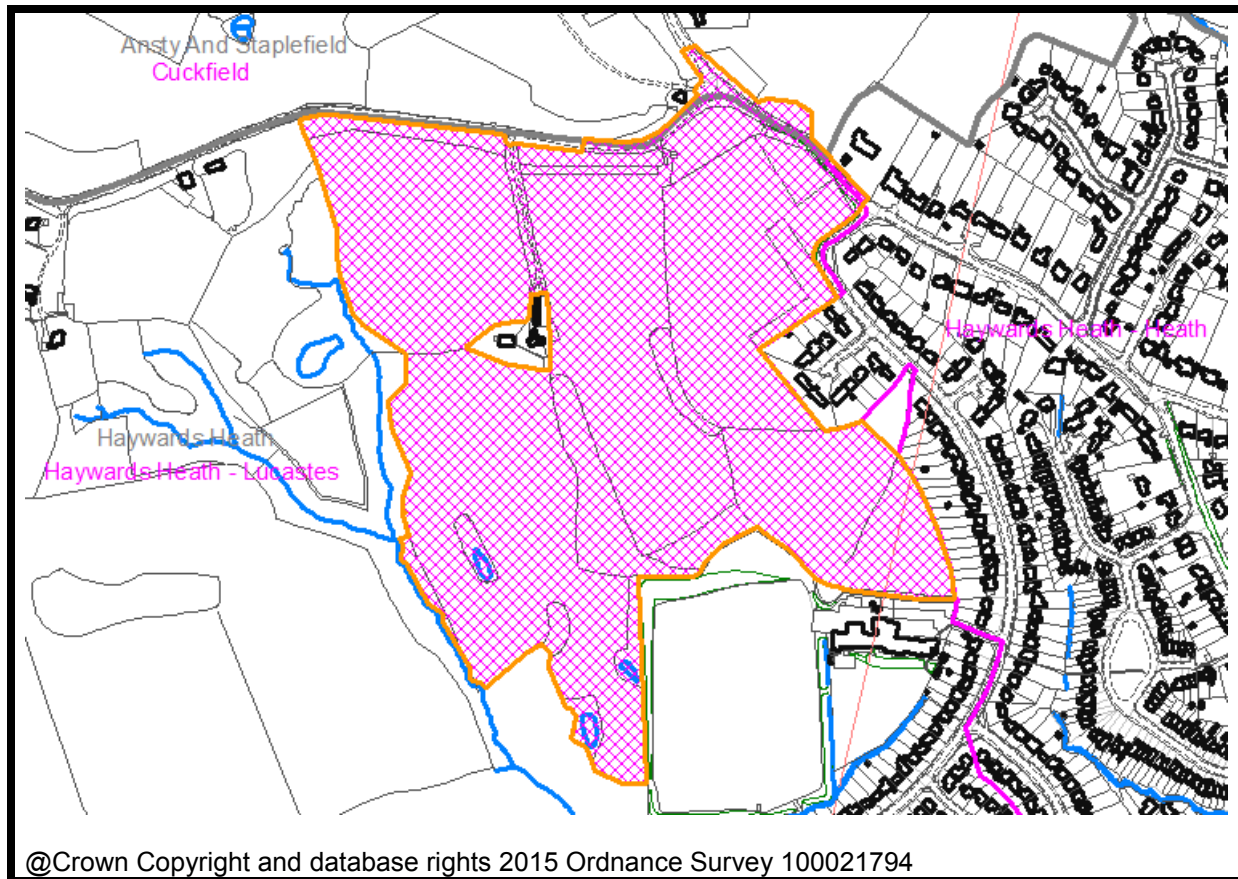 Ansty And Staplefield
Cuckfield
Haywards Heath - Heath
Haywards Heath
Haywards Heath - Lucastes
@Crown Copyright and database rights 2015 Ordnance Survey 100021794